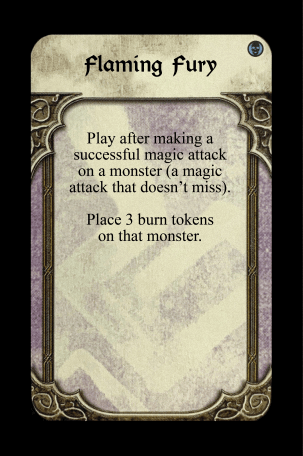 Flaming Fury
Play after making a
successful magic attack
on a monster (a magic
attack that doesn't miss).
Place 3 burn tokens
on that monster.